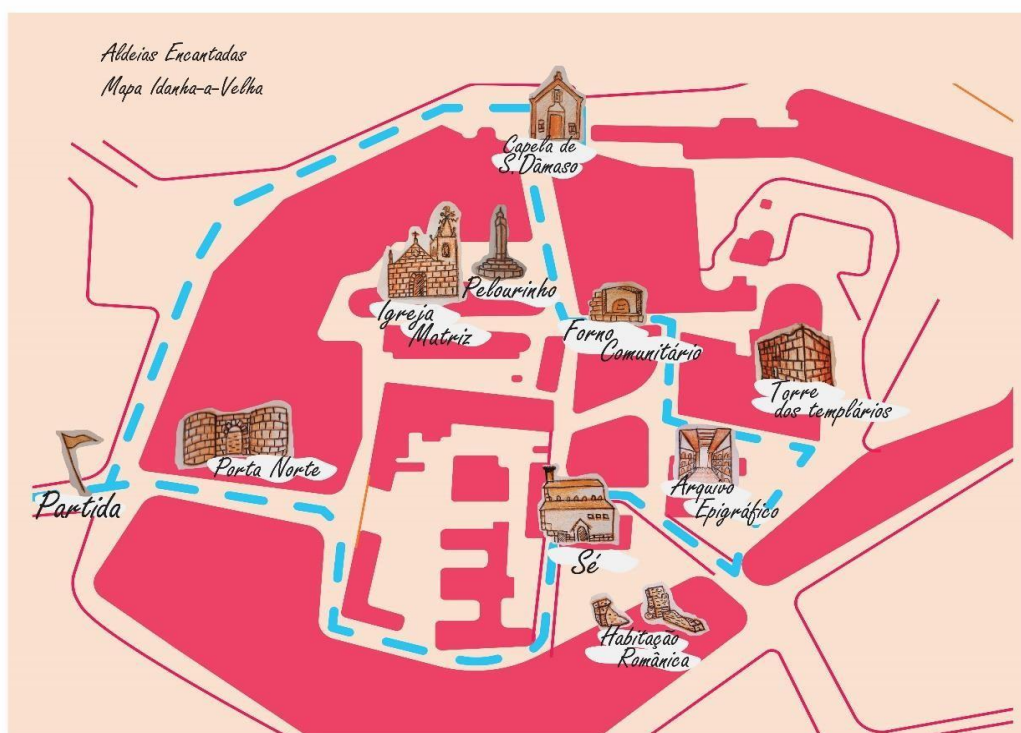 Aldeias Encantadas
Mapa Idanha-a-Velha
Capela de
S. Dâmaso
Igreja
Matriz
Pelourinho
Forno
Comunitário
Torre
dos templários
Porta Norte
Partida
Arquivo
Epigráfico
Sé
Habitaçao
Românica